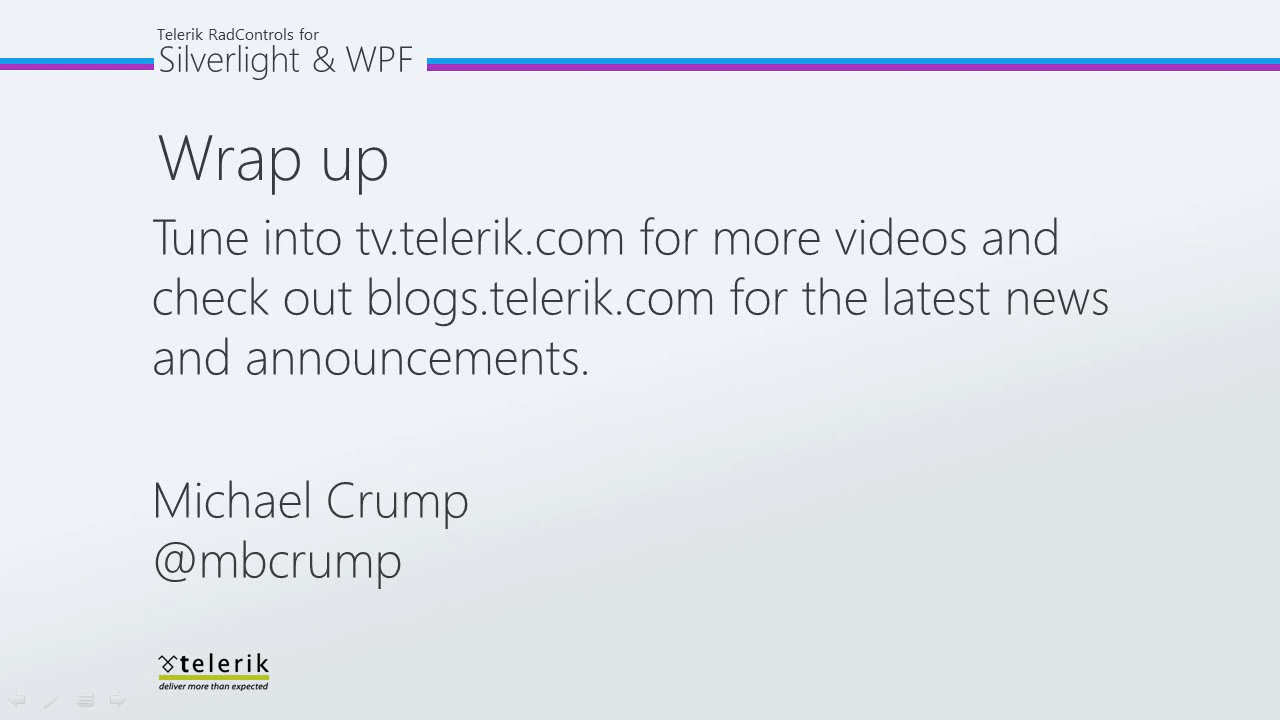 Telerik RadControls for
Silverlight & WPF
Wrap up
Tune into tv.telerik.com for more videos and
check out blogs.telerik.com for the latest news
and announcements.
Michael Crump
@mbcrump
telerik
deliver more than expected